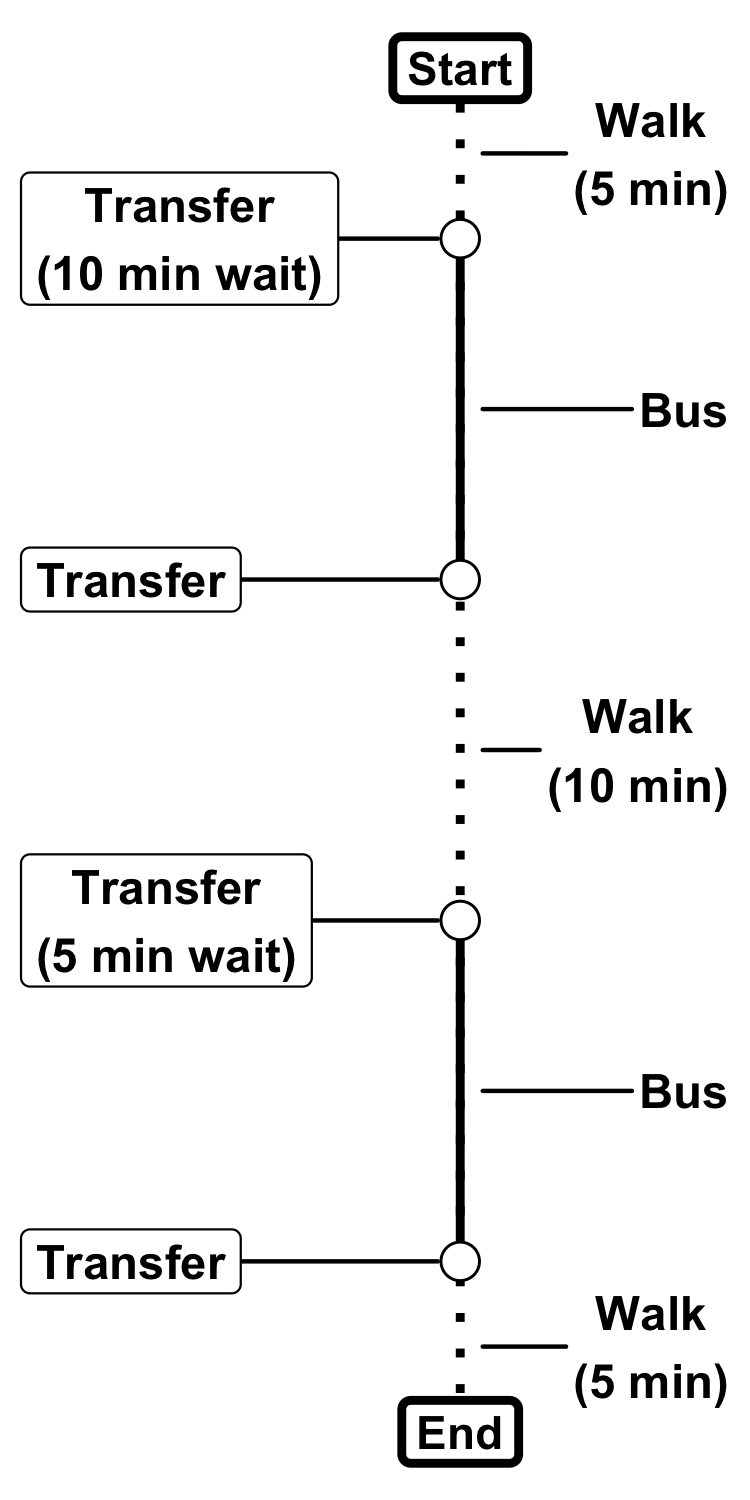 Start
Walk
(5 min)
Transfer
(10 min wait)
Bus
Transfer
Walk
(10 min)
Transfer
(5 min wait)
Bus
Transfer
Walk
(5 min)
End